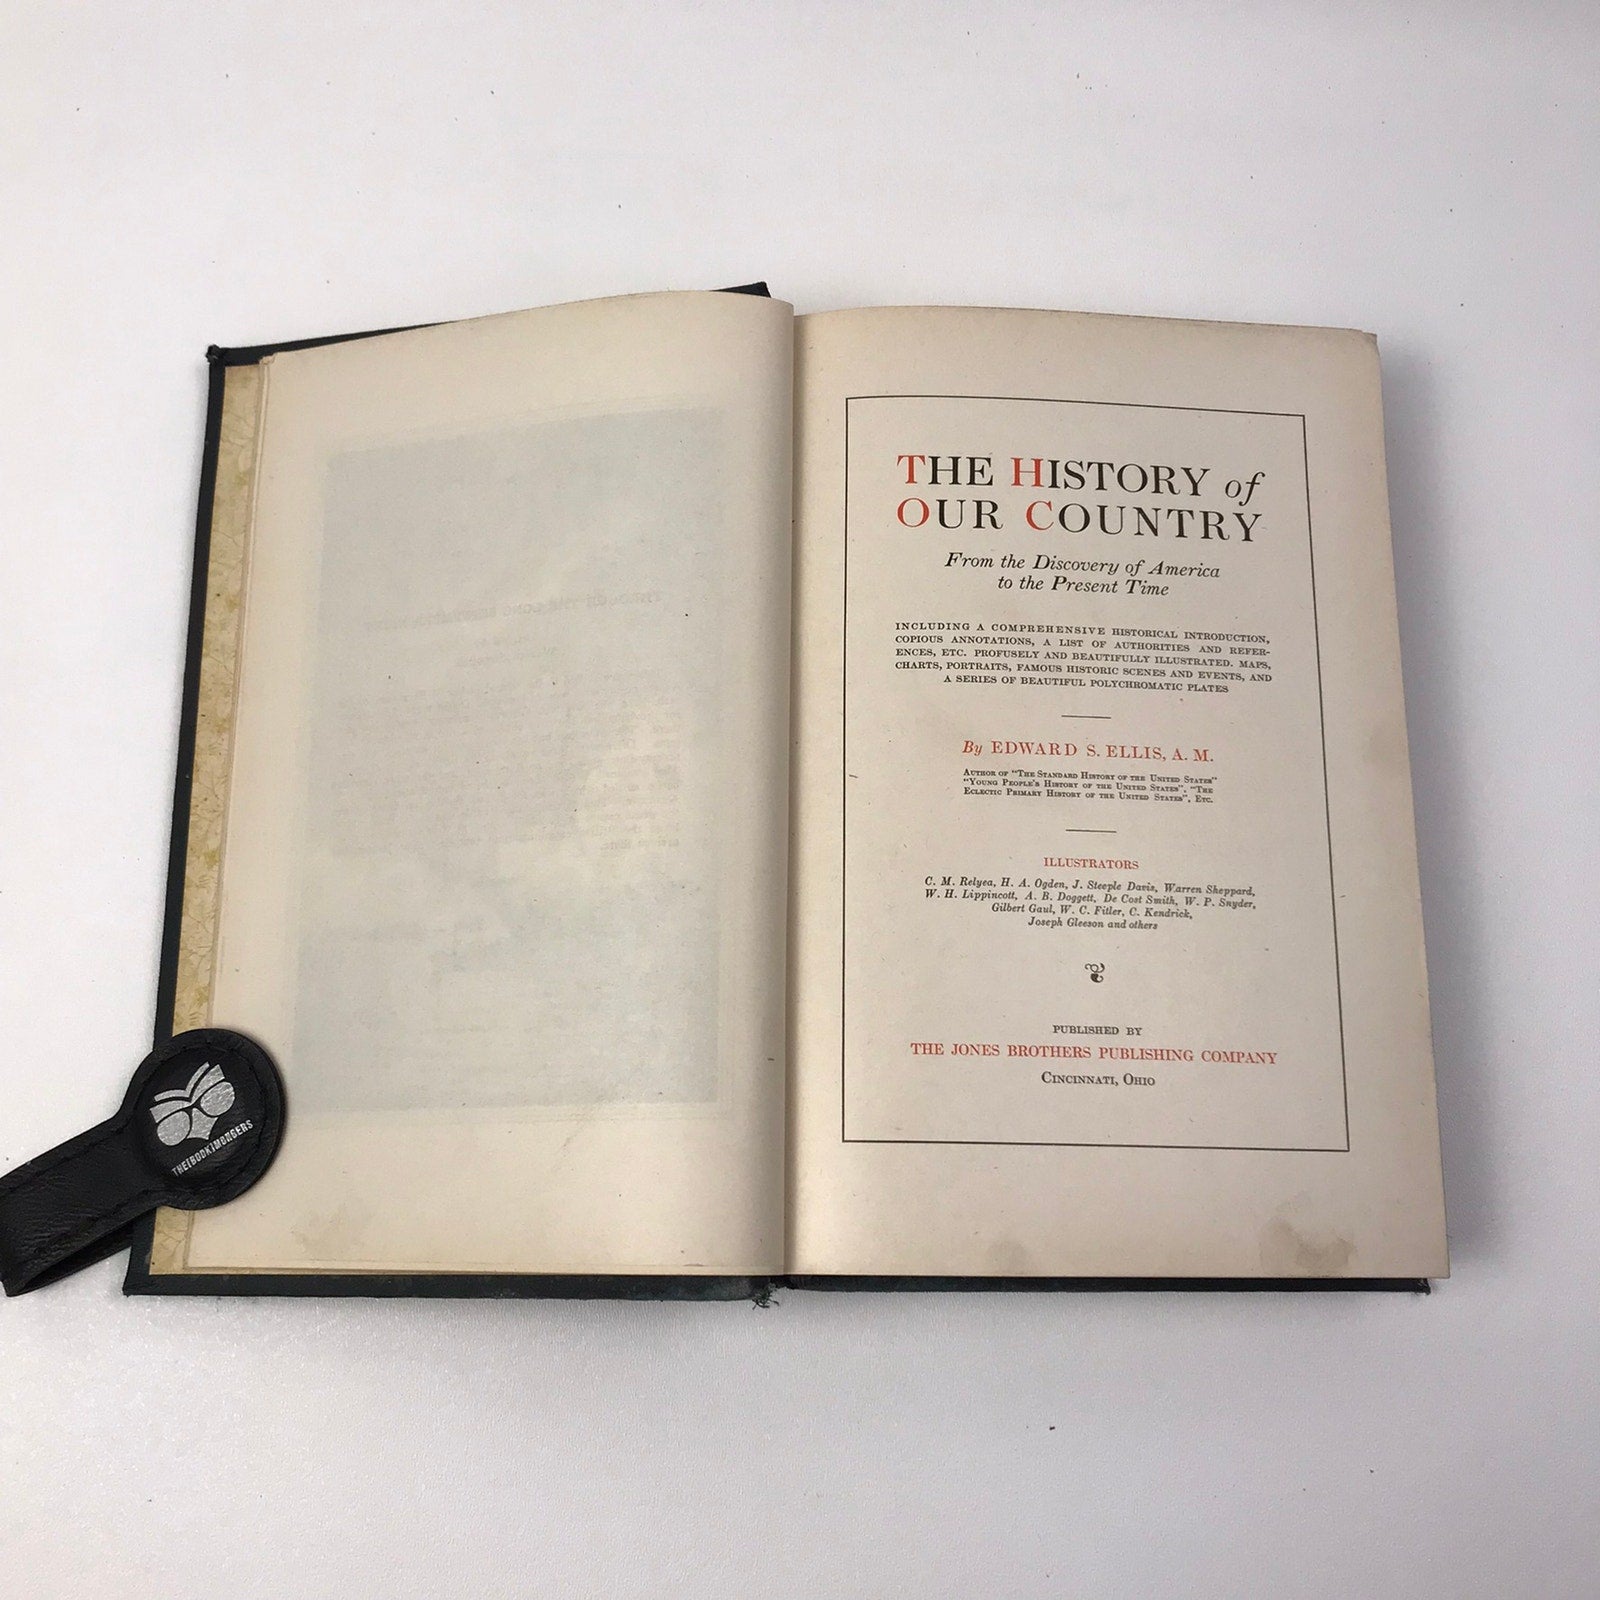 THE HISTORY of
OUR COUNTRY
From the Discovery of America
to the Present Time
INCLUDING A COMPREHENSIVE HISTORICAL INTRODUCTION,
COPIOUS ANNOTATIONS, A LIST OF AUTHORITIES AND REFER-
ENCES, ETC. PROFUSELY AND BEAUTIFULLY ILLUSTRATED. MAPS,
CHARTS, PORTRAITS, FAMOUS HISTORIC SCENES AND EVENTS, AND
A SERIES OF BEAUTIFUL POLYCHROMATIC PLATES
By EDWARD S. ELLIS, A. M.
AUTHOR OF "THE STANDARD HISTORY OF THE UNITED STATES"
"YOUNG PEOPLE'S HISTORY OF THE UNITED STATES", "THE
ECLECTIC PRIMARY HISTORY OF THE UNITED STATES", ETC.
ILLUSTRATORS
C. M. Relyea, H. A. Ogden, J. Steeple Davis, Warren Sheppard,
W. H. Lippincott, A. B. Doggett, De Cost Smith, W. P. Snyder,
Gilbert Gaul, W. C. Fitler, C. Kendrick,
Joseph Gleeson and others
PUBLISHED BY
THE JONES BROTHERS PUBLISHING COMPANY
CINCINNATI, OHIO
THE[BOOK]MONGERS